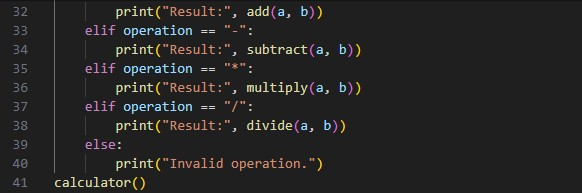 32 print("Result:", add(a, b))
33 elif operation == "-":
34 print("Result:", subtract(a, b))
35 elif operation == "*":
36 print("Result:", multiply(a, b))
37 elif operation == "/":
38 print("Result:", divide(a, b))
39 else:
40 print("Invalid operation.")
41 calculator()